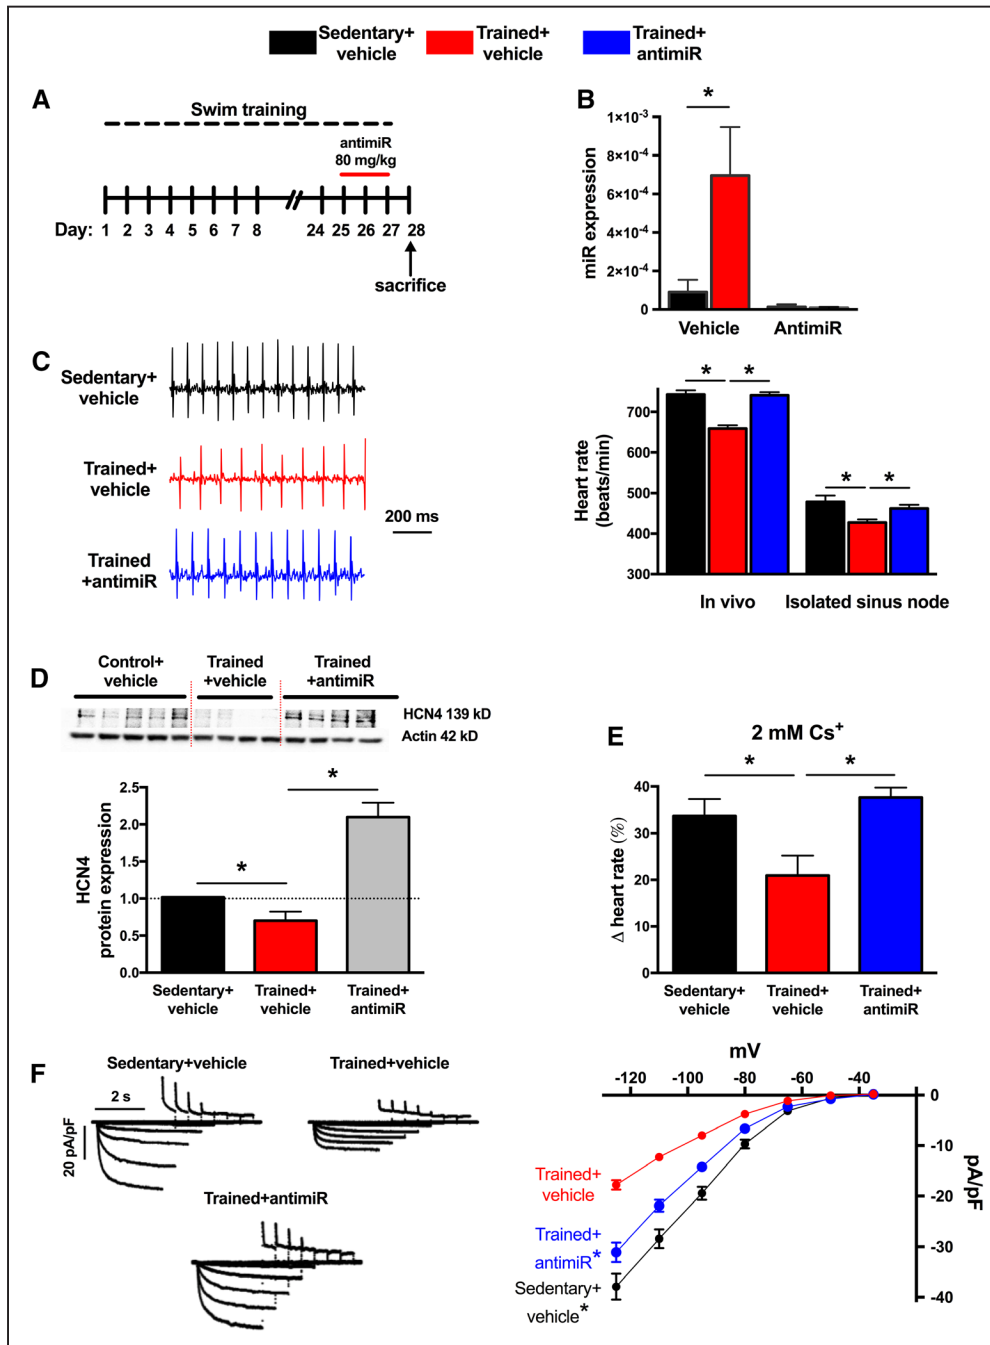 Sedentary+
vehicle
Trained+
vehicle
Trained+
antimiR
A
Swim training
antimiR
80 mg/kg
Day: 1 2 3 4 5 6 7 8 24 25 26 27 28
sacrifice
B
*
miR expression
1×10⁻³
8×10⁻⁴
6×10⁻⁴
4×10⁻⁴
2×10⁻⁴
0
Vehicle AntimiR
C
Sedentary+
vehicle
Trained+
vehicle
Trained
+antimiR
200 ms
Heart rate
(beats/min)
700
600
500
400
300
* *
* *
In vivo Isolated sinus node
D
Control+
vehicle
Trained
+vehicle
Trained
+antimiR
HCN4 139 kD
Actin 42 kD
HCN4
protein expression
2.5
2.0
1.5
1.0
0.5
0.0
*
*
Sedentary+
vehicle
Trained+
vehicle
Trained+
antimiR
E
2 mM Cs⁺
* *
Δ heart rate (%)
40
30
20
10
0
Sedentary+
vehicle
Trained+
vehicle
Trained+
antimiR
F
Sedentary+vehicle
Trained+vehicle
2 s
20 pA/pF
Trained+antimiR
mV
-120 -100 -80 -60 -40
0
-10
-20
-30
-40
pA/pF
Trained+
vehicle
Trained+
antimiR*
Sedentary+
vehicle*